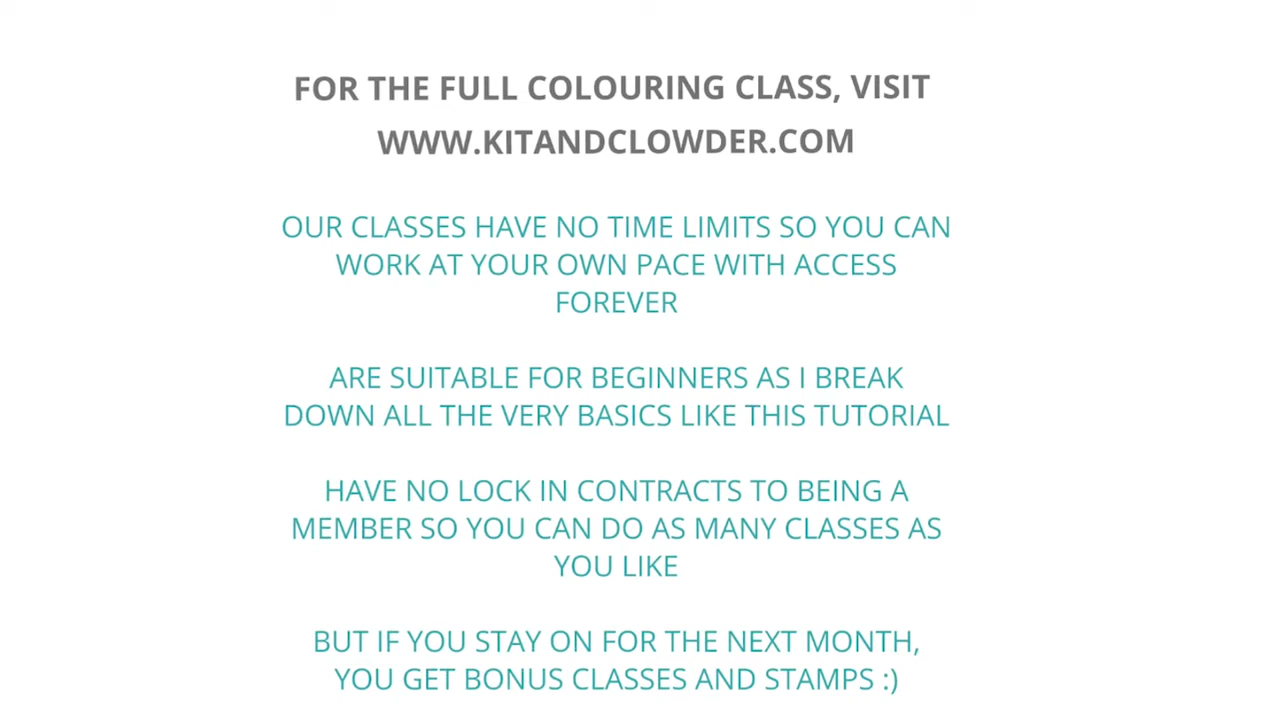 FOR THE FULL COLOURING CLASS, VISIT
WWW.KITANDCLOWDER.COM
OUR CLASSES HAVE NO TIME LIMITS SO YOU CAN
WORK AT YOUR OWN PACE WITH ACCESS
FOREVER
ARE SUITABLE FOR BEGINNERS AS I BREAK
DOWN ALL THE VERY BASICS LIKE THIS TUTORIAL
HAVE NO LOCK IN CONTRACTS TO BEING A
MEMBER SO YOU CAN DO AS MANY CLASSES AS
YOU LIKE
BUT IF YOU STAY ON FOR THE NEXT MONTH,
YOU GET BONUS CLASSES AND STAMPS :)